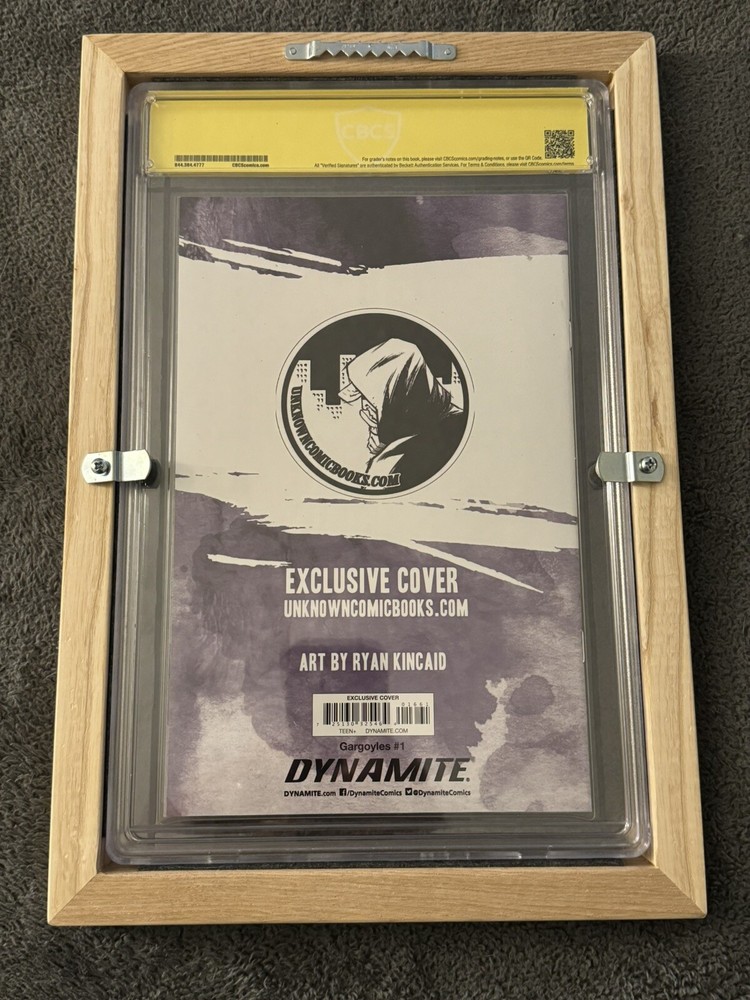 CBCS
CBCScomics.com
For grader's notes on this book, please visit CBCScomics.com/grading-notes, or use the QR Code.
All "Verified Signatures" are authenticated by Beckett Authentication Services. For Terms & Conditions, please visit CBCScomics.com/terms
UNKNOWNCOMICBOOKS.COM
EXCLUSIVE COVER
UNKNOWNCOMICBOOKS.COM
ART BY RYAN KINCAID
EXCLUSIVE COVER
01661
TEEN+ DYNAMITE.COM
Gargoyles #1
DYNAMITE.
DYNAMITE.com f/DynamiteComics @DynamiteComics